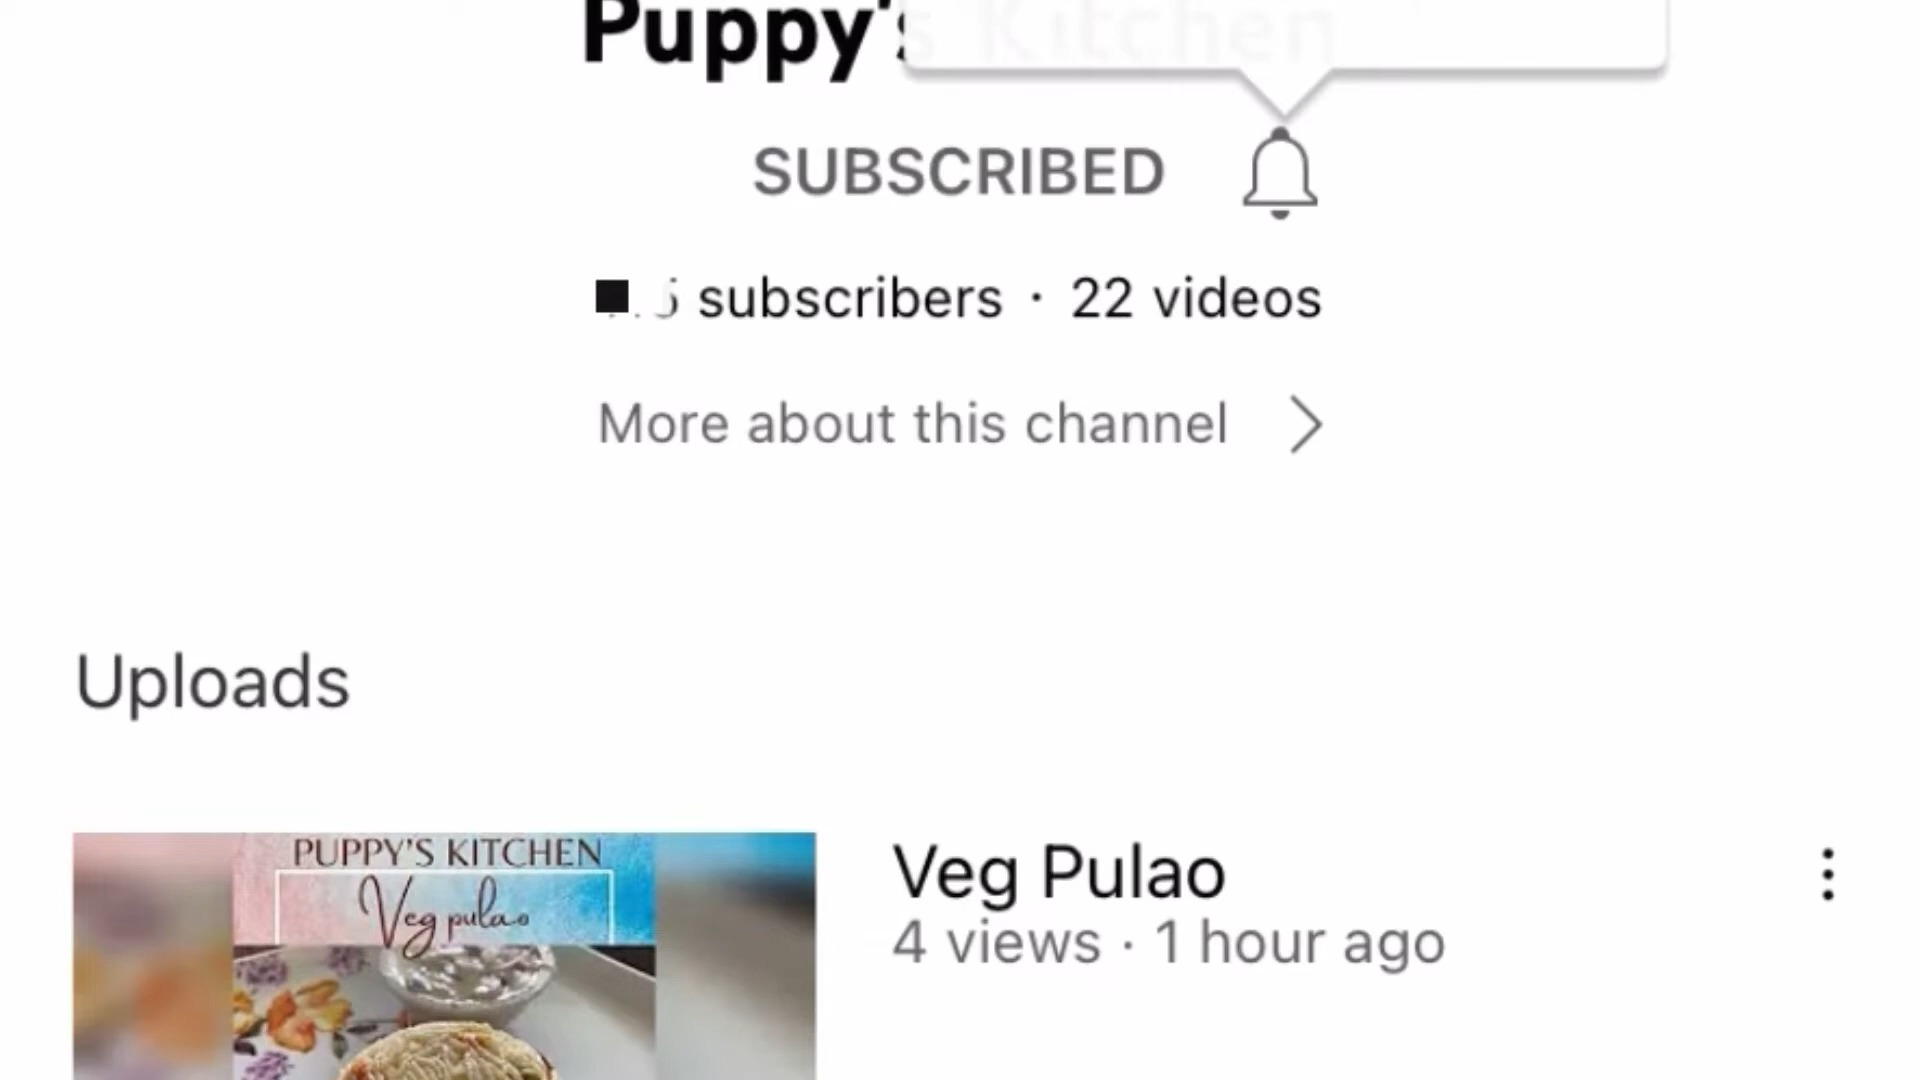 Puppy's Kitchen
SUBSCRIBED
subscribers · 22 videos
More about this channel
Uploads
PUPPY'S KITCHEN
Veg pulao
Veg Pulao
4 views · 1 hour ago